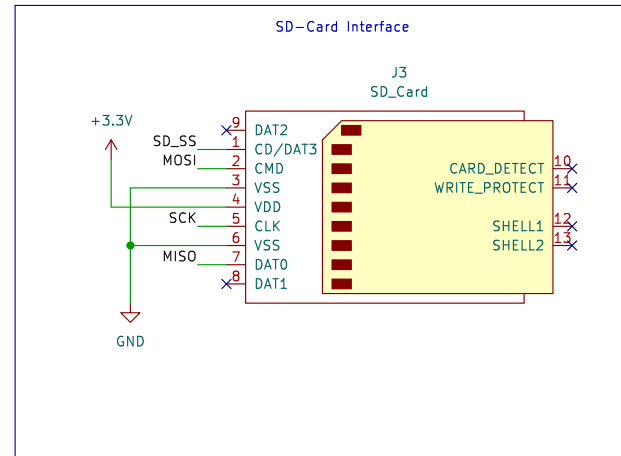 SD-Card Interface
J3
SD_Card
+3.3V
9 DAT2
SD_SS 1 CD/DAT3
MOSI 2 CMD
3 VSS
4 VDD
SCK 5 CLK
6 VSS
MISO 7 DAT0
8 DAT1
CARD_DETECT 10
WRITE_PROTECT 11
SHELL1 12
SHELL2 13
GND